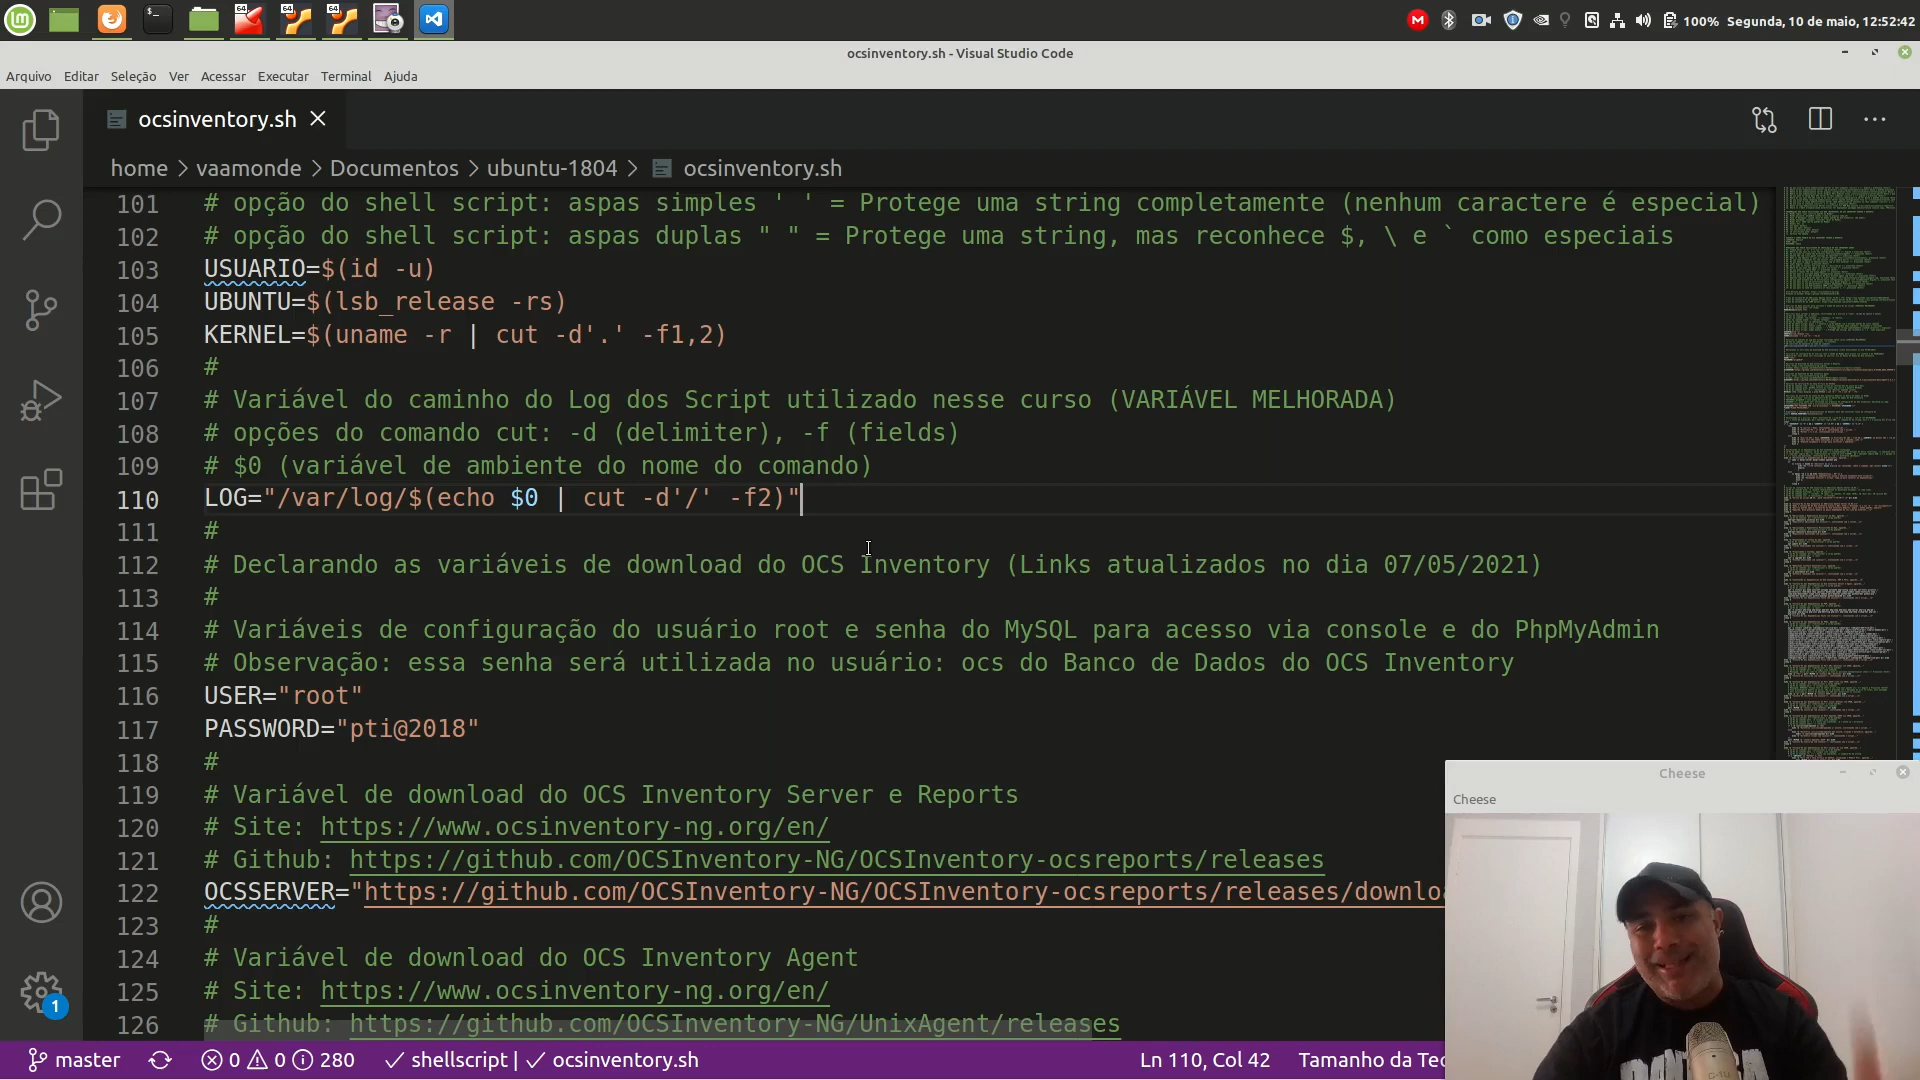 64
64
64
M
100%
Segunda, 10 de maio, 12:52:42
ocsinventory.sh - Visual Studio Code
Arquivo Editar Seleção Ver Acessar Executar Terminal Ajuda
ocsinventory.sh
home > vaamonde > Documentos > ubuntu-1804 > ocsinventory.sh
101 # opção do shell script: aspas simples ' ' = Protege uma string completamente (nenhum caractere é especial)
102 # opção do shell script: aspas duplas " " = Protege uma string, mas reconhece $, \ e ` como especiais
103 USUARIO=$(id -u)
104 UBUNTU=$(lsb_release -rs)
105 KERNEL=$(uname -r | cut -d'.' -f1,2)
106 #
107 # Variável do caminho do Log dos Script utilizado nesse curso (VARIÁVEL MELHORADA)
108 # opções do comando cut: -d (delimiter), -f (fields)
109 # $0 (variável de ambiente do nome do comando)
110 LOG="/var/log/$(echo $0 | cut -d'/' -f2)"
111 #
112 # Declarando as variáveis de download do OCS Inventory (Links atualizados no dia 07/05/2021)
113 #
114 # Variáveis de configuração do usuário root e senha do MySQL para acesso via console e do PhpMyAdmin
115 # Observação: essa senha será utilizada no usuário: ocs do Banco de Dados do OCS Inventory
116 USER="root"
117 PASSWORD="pti@2018"
118 #
119 # Variável de download do OCS Inventory Server e Reports
120 # Site: https://www.ocsinventory-ng.org/en/
121 # Github: https://github.com/OCSInventory-NG/OCSInventory-ocsreports/releases
122 OCSSERVER="https://github.com/OCSInventory-NG/OCSInventory-ocsreports/releases/downloa
123 #
124 # Variável de download do OCS Inventory Agent
125 # Site: https://www.ocsinventory-ng.org/en/
126 # Github: https://github.com/OCSInventory-NG/UnixAgent/releases
Cheese
Cheese
1
master 0 0 280 shellscript | ocsinventory.sh Ln 110, Col 42 Tamanho da Tec